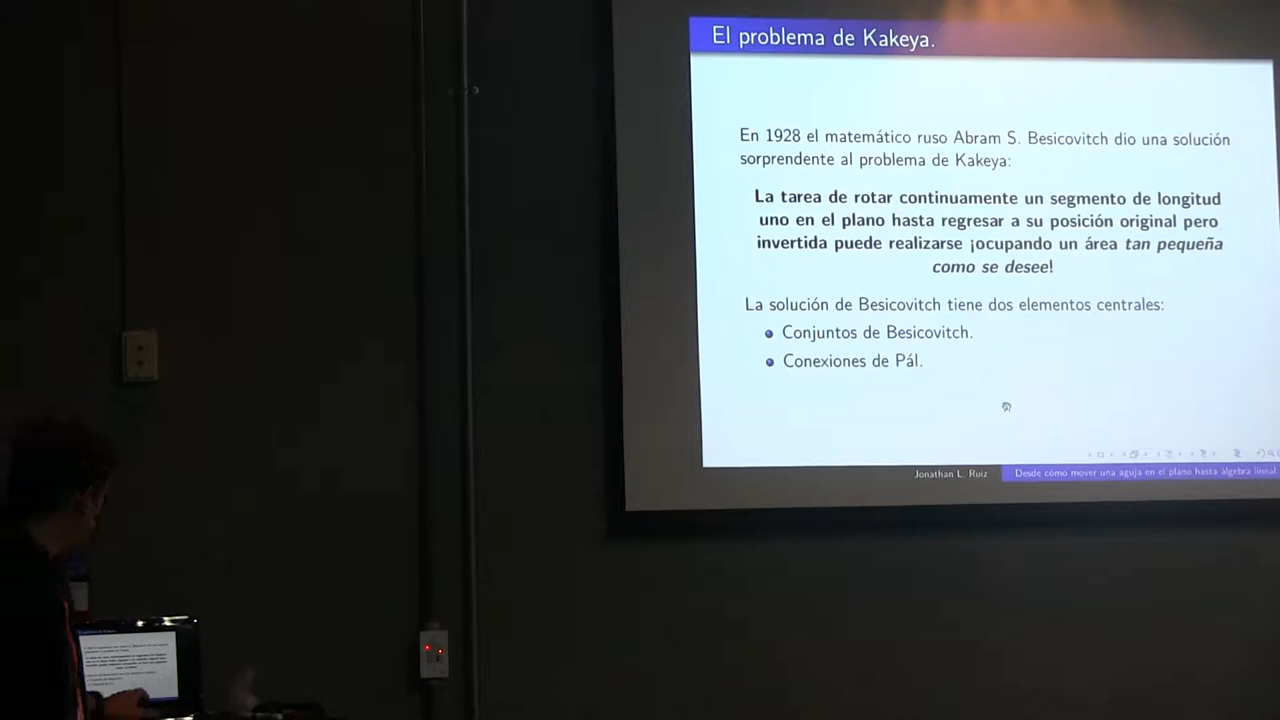 El problema de Kakeya.
En 1928 el matemático ruso Abram S. Besicovitch dio una solución
sorprendente al problema de Kakeya:
La tarea de rotar continuamente un segmento de longitud
uno en el plano hasta regresar a su posición original pero
invertida puede realizarse ¡ocupando un área tan pequeña
como se desee!
La solución de Besicovitch tiene dos elementos centrales:
Conjuntos de Besicovitch.
Conexiones de Pál.
Jonathan L. Ruiz
Desde cómo mover una aguja en el plano hasta álgebra lineal